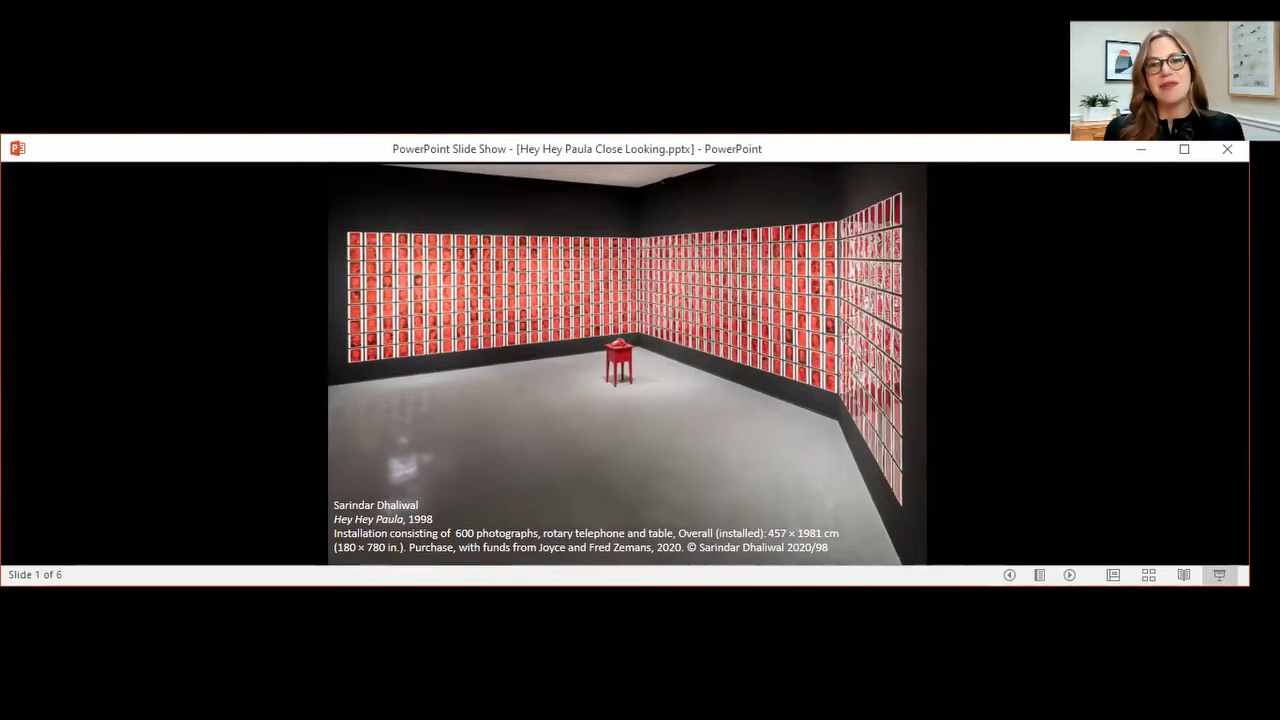 PowerPoint Slide Show - [Hey Hey Paula Close Looking.pptx] - PowerPoint
Sarindar Dhaliwal
Hey Hey Paula, 1998
Installation consisting of 600 photographs, rotary telephone and table, Overall (installed): 457 × 1981 cm
(180 × 780 in.). Purchase, with funds from Joyce and Fred Zemans, 2020. © Sarindar Dhaliwal 2020/98
Slide 1 of 6